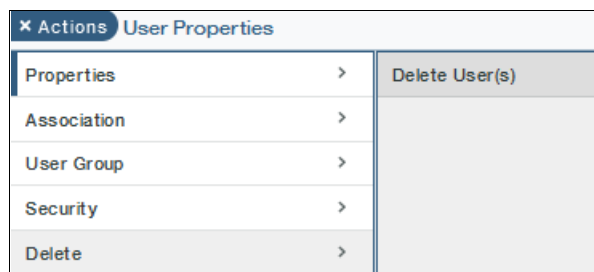 × Actions User Properties
Properties >
Delete User(s)
Association >
User Group >
Security >
Delete >